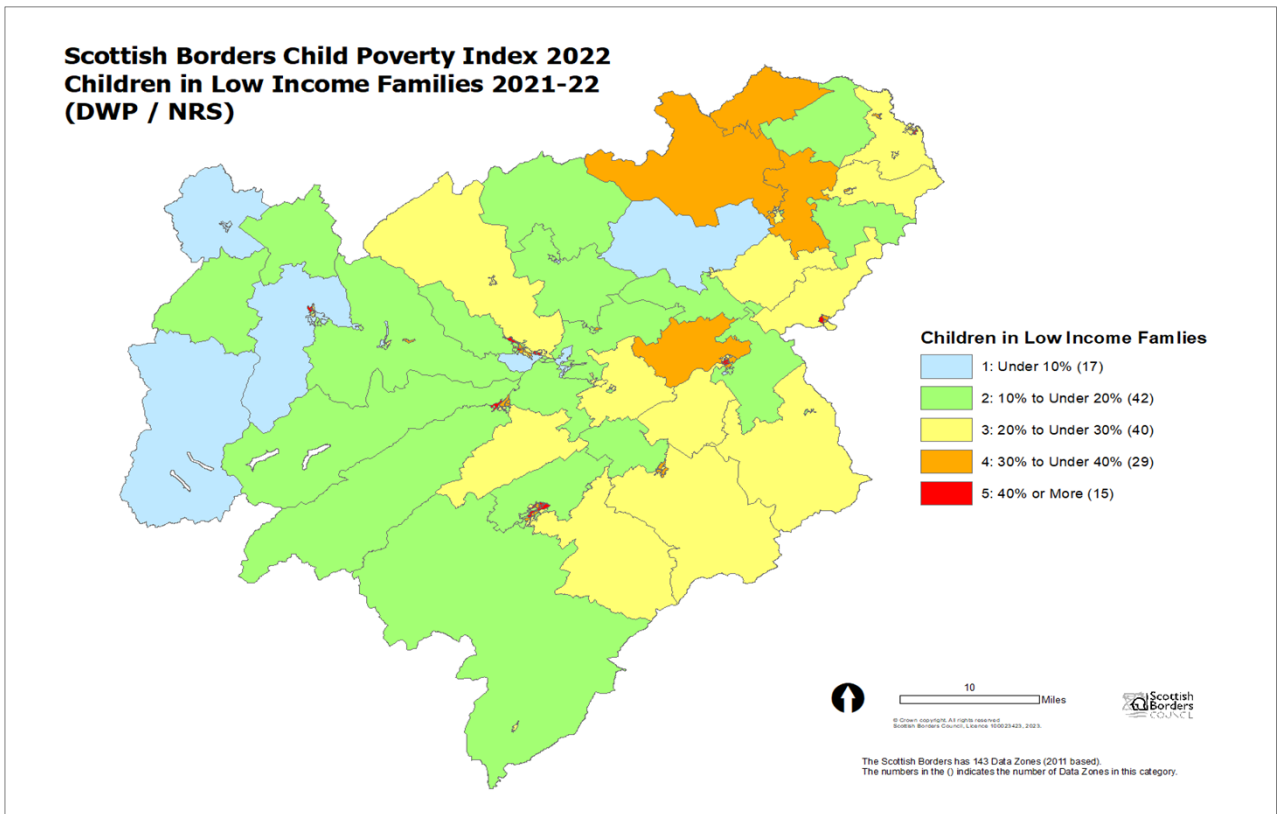 Scottish Borders Child Poverty Index 2022
Children in Low Income Families 2021-22
(DWP / NRS)
Children in Low Income Famlies
1: Under 10% (17)
2: 10% to Under 20% (42)
3: 20% to Under 30% (40)
4: 30% to Under 40% (29)
5: 40% or More (15)
10
Miles
© Crown copyright. All rights reserved
Scottish Borders Council, Licence 100023423, 2023.
Scottish
Borders
COUNCIL
The Scottish Borders has 143 Data Zones (2011 based).
The numbers in the () indicates the number of Data Zones in this category.